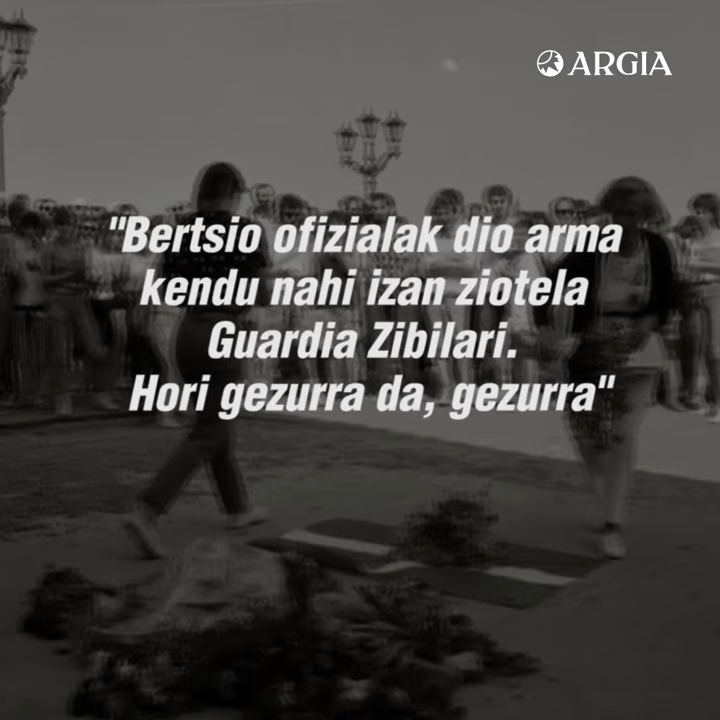 ARGIA
"Bertsio ofizialak dio arma
kendu nahi izan ziotela
Guardia Zibilari.
Hori gezurra da, gezurra"